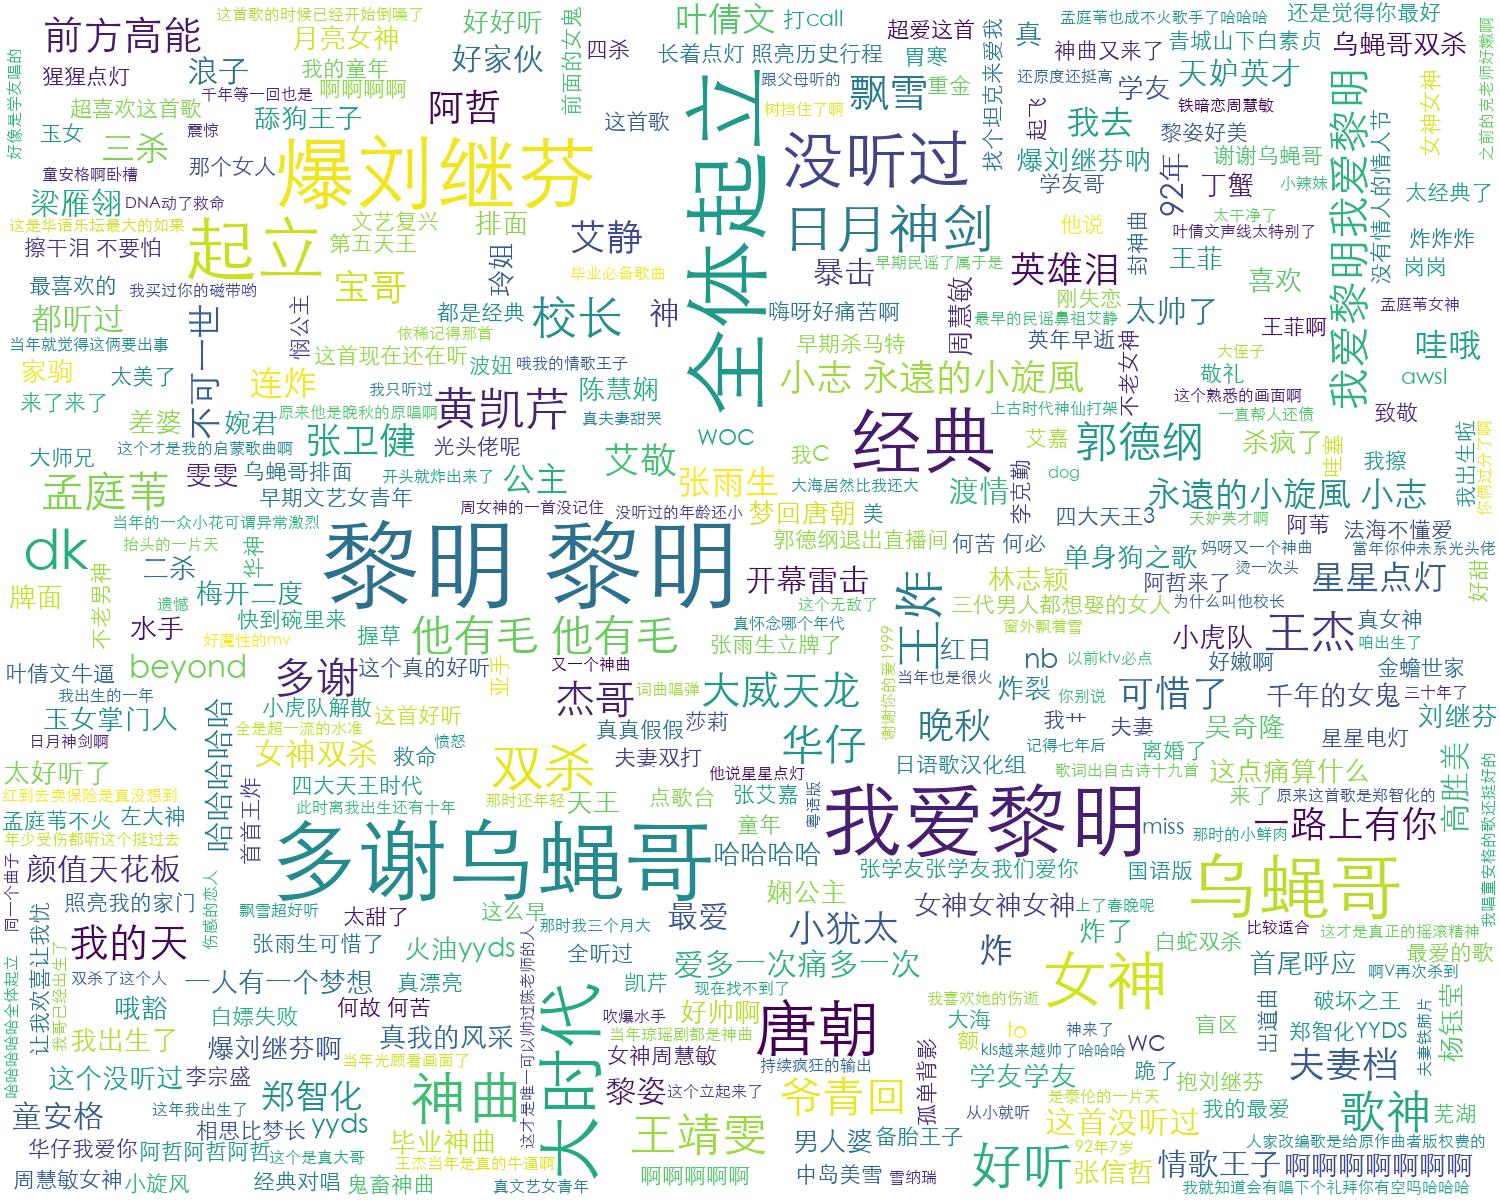 这首歌的时候已经开始倒嗓了
好好听
叶倩文
打call
超爱这首
孟庭苇也成不火歌手了哈哈哈
还是觉得你最好
前方高能
月亮女神
好家伙
四杀
长着点灯 照亮历史行程
胃寒
真
神曲又来了
青城山下白素贞
乌蝇哥双杀
好像是学友唱的
猩猩点灯
浪子
我的童年
前面的女鬼
跟父母听的
飘雪
重金
找个坦克来爱我
还原度还挺高
学友
天妒英才
女神女神
之前的克老师好嫩啊
千年等一回也是
啊啊啊啊
超喜欢这首歌
舔狗王子
阿哲
这首歌
树挡住了啊
起飞
我去
铁暗恋周慧敏
玉女
震惊
三杀
那个女人
爆刘继芬
全体起立
没听过
爆刘继芬呐
黎姿好美
谢谢乌蝇哥
我爱黎明我爱黎明
没有情人的情人节
童安格啊卧槽
学友哥
92年
丁蟹
小辣妹
太经典了
梁雁翎
DNA动了救命
文艺复兴
排面
艾静
日月神剑
他说
封神曲
太干净了
叶倩文声线太特别了
这是华语乐坛最大的如果
擦干泪 不要怕
起立
第五天王
玲姐
毕业必备歌曲
暴击
早期民谣了属于是
英雄泪
王菲
炸炸炸
岗岗
最喜欢的
我买过你的磁带哟
宝哥
喜欢
都听过
不可一世
悯公主
都是经典
校长
神
嗨呀好痛苦啊
周慧敏
刚失恋
太帅了
孟庭苇女神
依稀记得那首
最早的民谣鼻祖艾静
王菲啊
当年就觉得这俩要出事
这首现在还在听
波妞
哦我的情歌王子
早期杀马特
英年早逝
不老女神
大侄子
哇哦
家驹
太美了
连炸
我只听过
陈慧娴
小志 永遠的小旋風
敬礼
awsl
来了来了
黄凯芹
真夫妻甜哭
上古时代神仙打架
这个熟悉的画面啊
一直帮人还债
致敬
差婆
婉君
原来他是晚秋的原唱啊
woc
经典
这个才是我的启蒙歌曲啊
张卫健
光头佬呢
艾敬
我C
艾嘉
郭德纲
杀疯了
哇塞
我出生啦
你俩过分了啊
大师兄
雯雯
乌蝇哥排面
开头就炸出来了
公主
张雨生
大海居然比我还大
渡情
李克勤
dog
我擦
孟庭苇
早期文艺女青年
周女神的一首没记住
没听过的年龄还小
梦回唐朝
美
永遠的小旋風 小志
当年的一众小花可谓异常激烈
四大天王3
天妒英才啊
阿苇
法海不懂爱
dk
抬头的一片天
华神
黎明 黎明
郭德纲退出直播间
何苦 何必
单身狗之歌
妈呀又一个神曲
當年你仲未系光头佬
二杀
开幕雷击
王炸
林志颖
阿哲来了
烫一次头
星星点灯
好甜
牌面
不老男神
遗憾
梅开二度
这个无敌了
三代男人都想娶的女人
为什么叫他校长
水手
快到碗里来
好魔性的mv
握草
他有毛 他有毛
真怀念哪个年代
张雨生立牌了
窗外飘着雪
小虎队
王杰
真女神
咱出生了
叶倩文牛逼
beyond
多谢
这个真的好听
亚手
又一个神曲
谢谢你的爱1999
红日
nb
以前ktv必点
好嫩啊
金蟾世家
我出生的一年
杰哥
词曲唱弹
大威天龙
当年也是很火
炸裂
你别说
可惜了
千年的女鬼
三十年了
玉女掌门人
哈哈哈哈哈哈
小虎队解散
这首好听
真真假假
莎莉
晚秋
我艹
夫妻
吴奇隆
刘继芬
日月神剑啊
全是超一流的水准
女神双杀
救命
愤怒
双杀
夫妻双打
华仔
记得七年后
离婚了
星星电灯
太好听了
四大天王时代
他说星星点灯
日语歌汉化组
歌词出自古诗十九首
这点痛算什么
高胜美
我唱童安格的歌还挺好的
红到去卖保险是真没想到
此时离我出生还有十年
那时还年轻
天王
点歌台
张艾嘉
粤语版
我爱黎明
来了
原来这首歌是郑智化的
孟庭苇不火
左大神
首首王炸
童年
miss
那时的小鲜肉
一路上有你
年少受伤都听这个挺过去
多谢乌蝇哥
哈哈哈哈
同一个曲子
颜值天花板
张学友张学友我们爱你
国语版
乌蝇哥
照亮我的家门
伤感的恋人
娴公主
让我欢喜让我忧
飘雪超好听
太甜了
这么早
那时我三个月大
最爱
小犹太
女神女神女神
上了春晚呢
比较适合
这才是真正的摇滚精神
我的天
张雨生可惜了
火油yyds
全听过
炸
炸了
白蛇双杀
最爱的歌
哈哈哈哈哈全体起立
我哥已经出生了
双杀了这个人
一人有一个梦想
真漂亮
这才是唯一可以帅过陈老师的人
凯芹
爱多一次痛多一次
女神
首尾呼应
啊V再次杀到
哦豁
白嫖失败
何故 何苦
太时代
现在找不到了
我喜欢她的伤逝
出道曲
破坏之王
夫妻铁肺片
杨钰宝
我出生了
真我的风采
吹爆水手
好帅啊
唐朝
大海
to
神来了
盲区
郑智化YYDS
爆刘继芬啊
当年琼瑶剧都是神曲
额
kls越来越帅了哈哈哈
wc
当年光顾看画面了
女神周慧敏
持续疯狂的输出
孤单背影
夫妻档
这个没听过
李宗盛
郑智化
神曲
黎姿
这个立起来了
爷青回
学友学友
跪了
抱刘继芬
童安格
这年我出生了
相思比梦长
yyds
从小就听
是泰伦的一片天
我的最爱
歌神
芜湖
华仔我爱你
阿哲阿哲阿哲
这个是真大哥
毕业神曲
王靖雯
男人婆
备胎王子
这首没听过
人家改编歌是给原作曲者版权费的
王杰当年是真的牛逼啊
好听
92年7岁
周慧敏女神
小旋风
经典对唱
鬼畜神曲
真文艺女青年
啊啊啊啊啊
中岛美雪
雪纳瑞
张信哲
情歌王子
啊啊啊啊啊啊啊
我就知道会有唱下个礼拜你有空吗哈哈哈